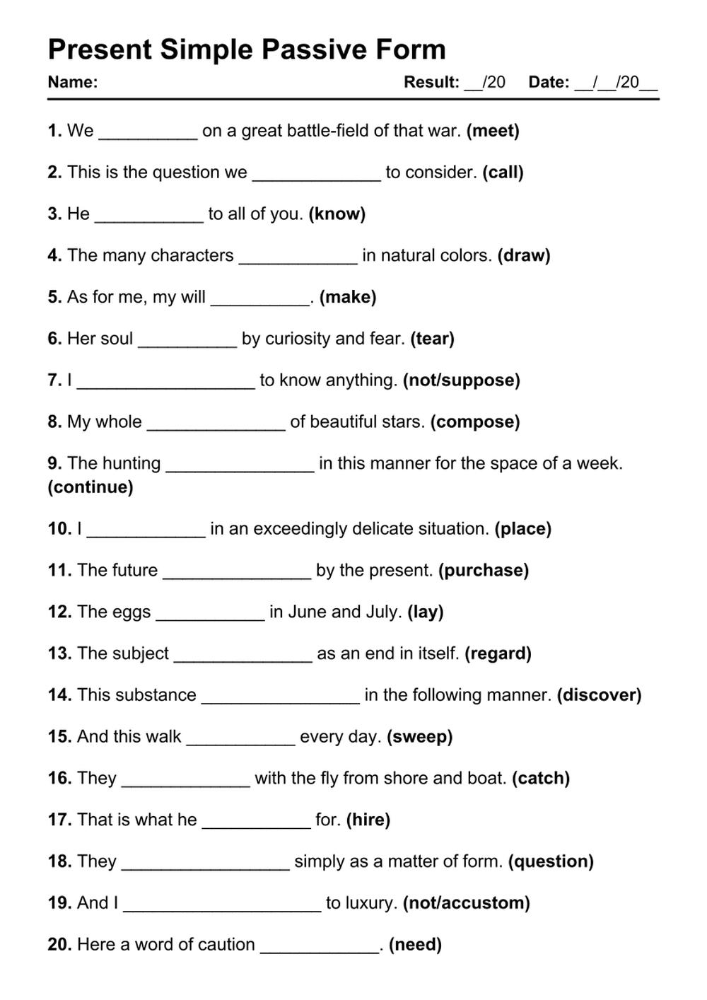 Present Simple Passive Form
Name: Result: __/20 Date: __/__/20__
1. We __________ on a great battle-field of that war. (meet)
2. This is the question we _____________ to consider. (call)
3. He ___________ to all of you. (know)
4. The many characters ____________ in natural colors. (draw)
5. As for me, my will __________. (make)
6. Her soul __________ by curiosity and fear. (tear)
7. I __________________ to know anything. (not/suppose)
8. My whole ______________ of beautiful stars. (compose)
9. The hunting _______________ in this manner for the space of a week.
(continue)
10. I ____________ in an exceedingly delicate situation. (place)
11. The future _______________ by the present. (purchase)
12. The eggs ___________ in June and July. (lay)
13. The subject ______________ as an end in itself. (regard)
14. This substance ________________ in the following manner. (discover)
15. And this walk ___________ every day. (sweep)
16. They _____________ with the fly from shore and boat. (catch)
17. That is what he ___________ for. (hire)
18. They _________________ simply as a matter of form. (question)
19. And I ____________________ to luxury. (not/accustom)
20. Here a word of caution ____________. (need)